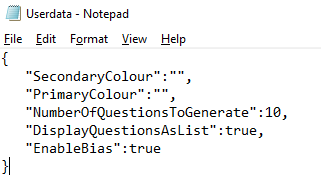 Userdata - Notepad
File Edit Format View Help
{
"SecondaryColour":"",
"PrimaryColour":"",
"NumberOfQuestionsToGenerate":10,
"DisplayQuestionsAsList":true,
"EnableBias":true
}